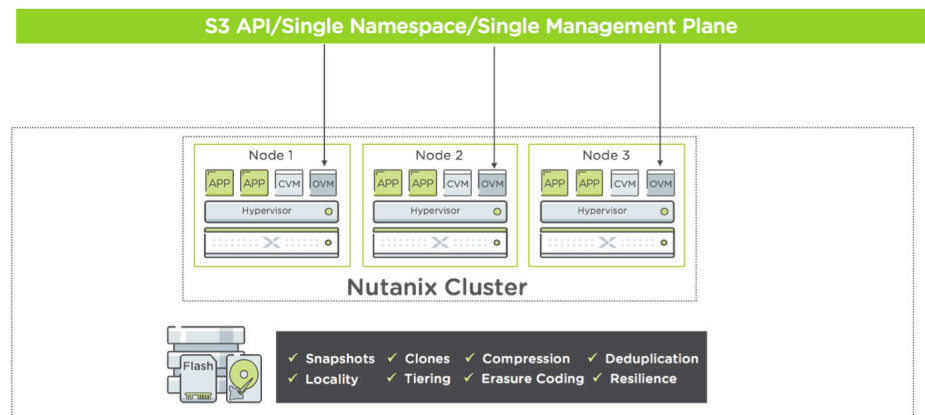 S3 API/Single Namespace/Single Management Plane
Node 1 Node 2 Node 3
APP APP CVM OVM APP APP CVM OVM APP APP CVM OVM
Hypervisor Hypervisor Hypervisor
Nutanix Cluster
Flash
✓ Snapshots ✓ Clones ✓ Compression ✓ Deduplication
✓ Locality ✓ Tiering ✓ Erasure Coding ✓ Resilience